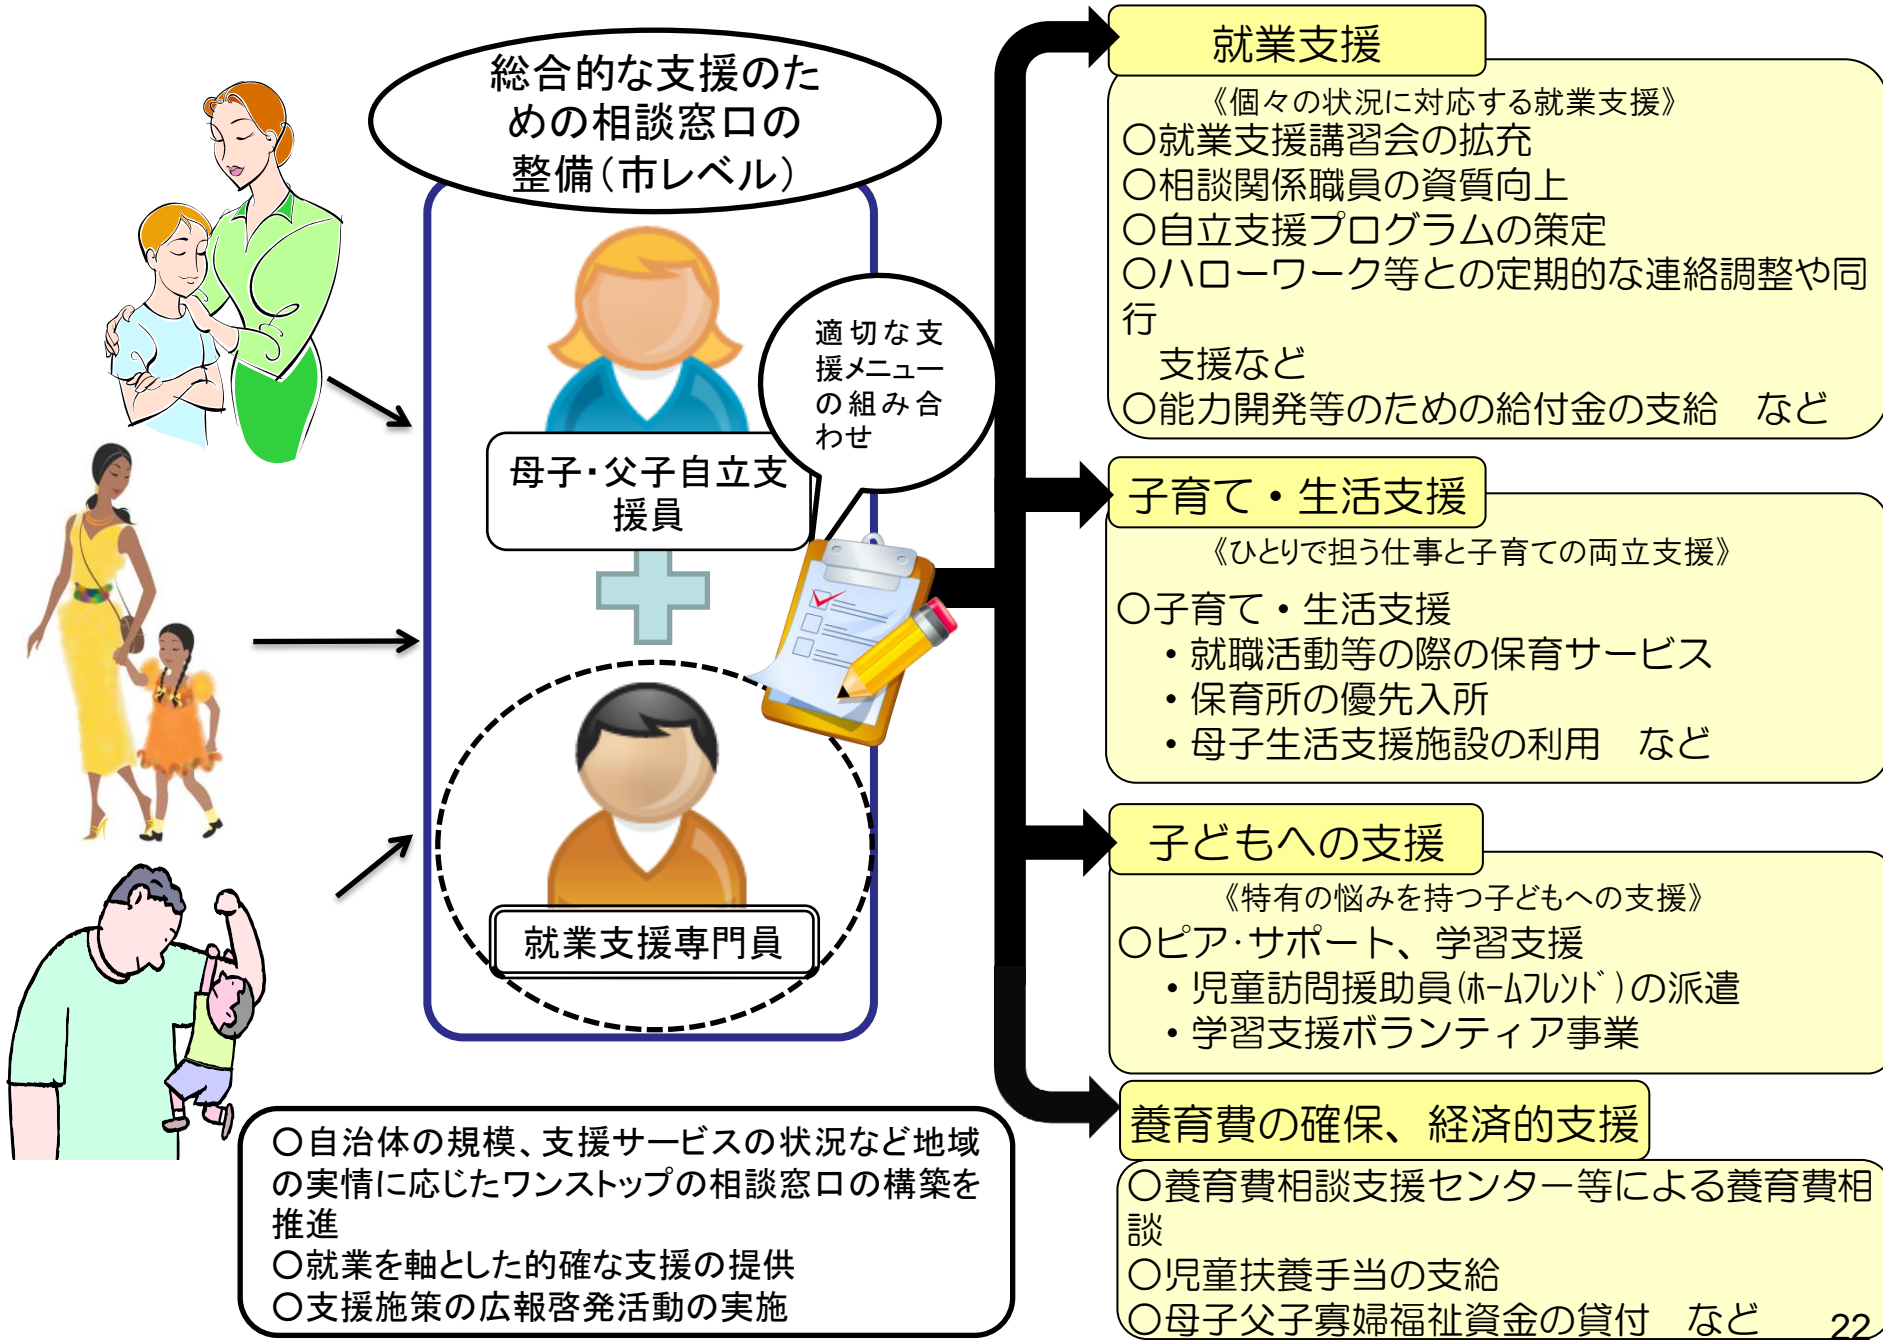 総合的な支援のた
めの相談窓口の
整備(市レベル)
適切な支
援メニュー
の組み合
わせ
母子・父子自立支
援員
就業支援専門員
〇自治体の規模、支援サービスの状況など地域
の実情に応じたワンストップの相談窓口の構築を
推進
〇就業を軸とした的確な支援の提供
〇支援施策の広報啓発活動の実施
就業支援
《個々の状況に対応する就業支援》
〇就業支援講習会の拡充
〇相談関係職員の資質向上
〇自立支援プログラムの策定
〇ハローワーク等との定期的な連絡調整や同
行
支援など
〇能力開発等のための給付金の支給　など
子育て・生活支援
《ひとりで担う仕事と子育ての両立支援》
〇子育て・生活支援
・就職活動等の際の保育サービス
・保育所の優先入所
・母子生活支援施設の利用　など
子どもへの支援
《特有の悩みを持つ子どもへの支援》
〇ピア・サポート、学習支援
・児童訪問援助員(ﾎｰﾑﾌﾚﾝﾄﾞ)の派遣
・学習支援ボランティア事業
養育費の確保、経済的支援
〇養育費相談支援センター等による養育費相
談
〇児童扶養手当の支給
〇母子父子寡婦福祉資金の貸付　など
22